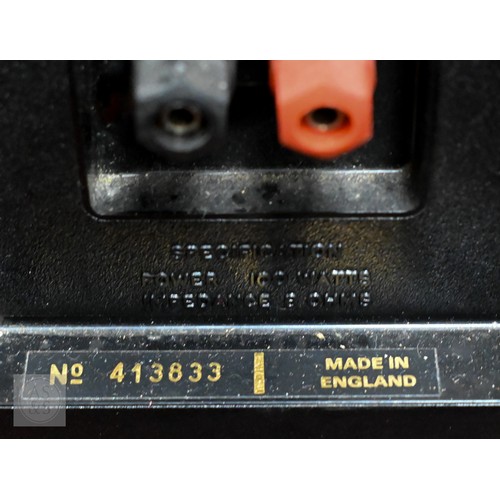 SPECIFICATION
POWER 100 WATTS
IMPEDANCE 8 OHMS
Nº 413833
MADE IN
ENGLAND